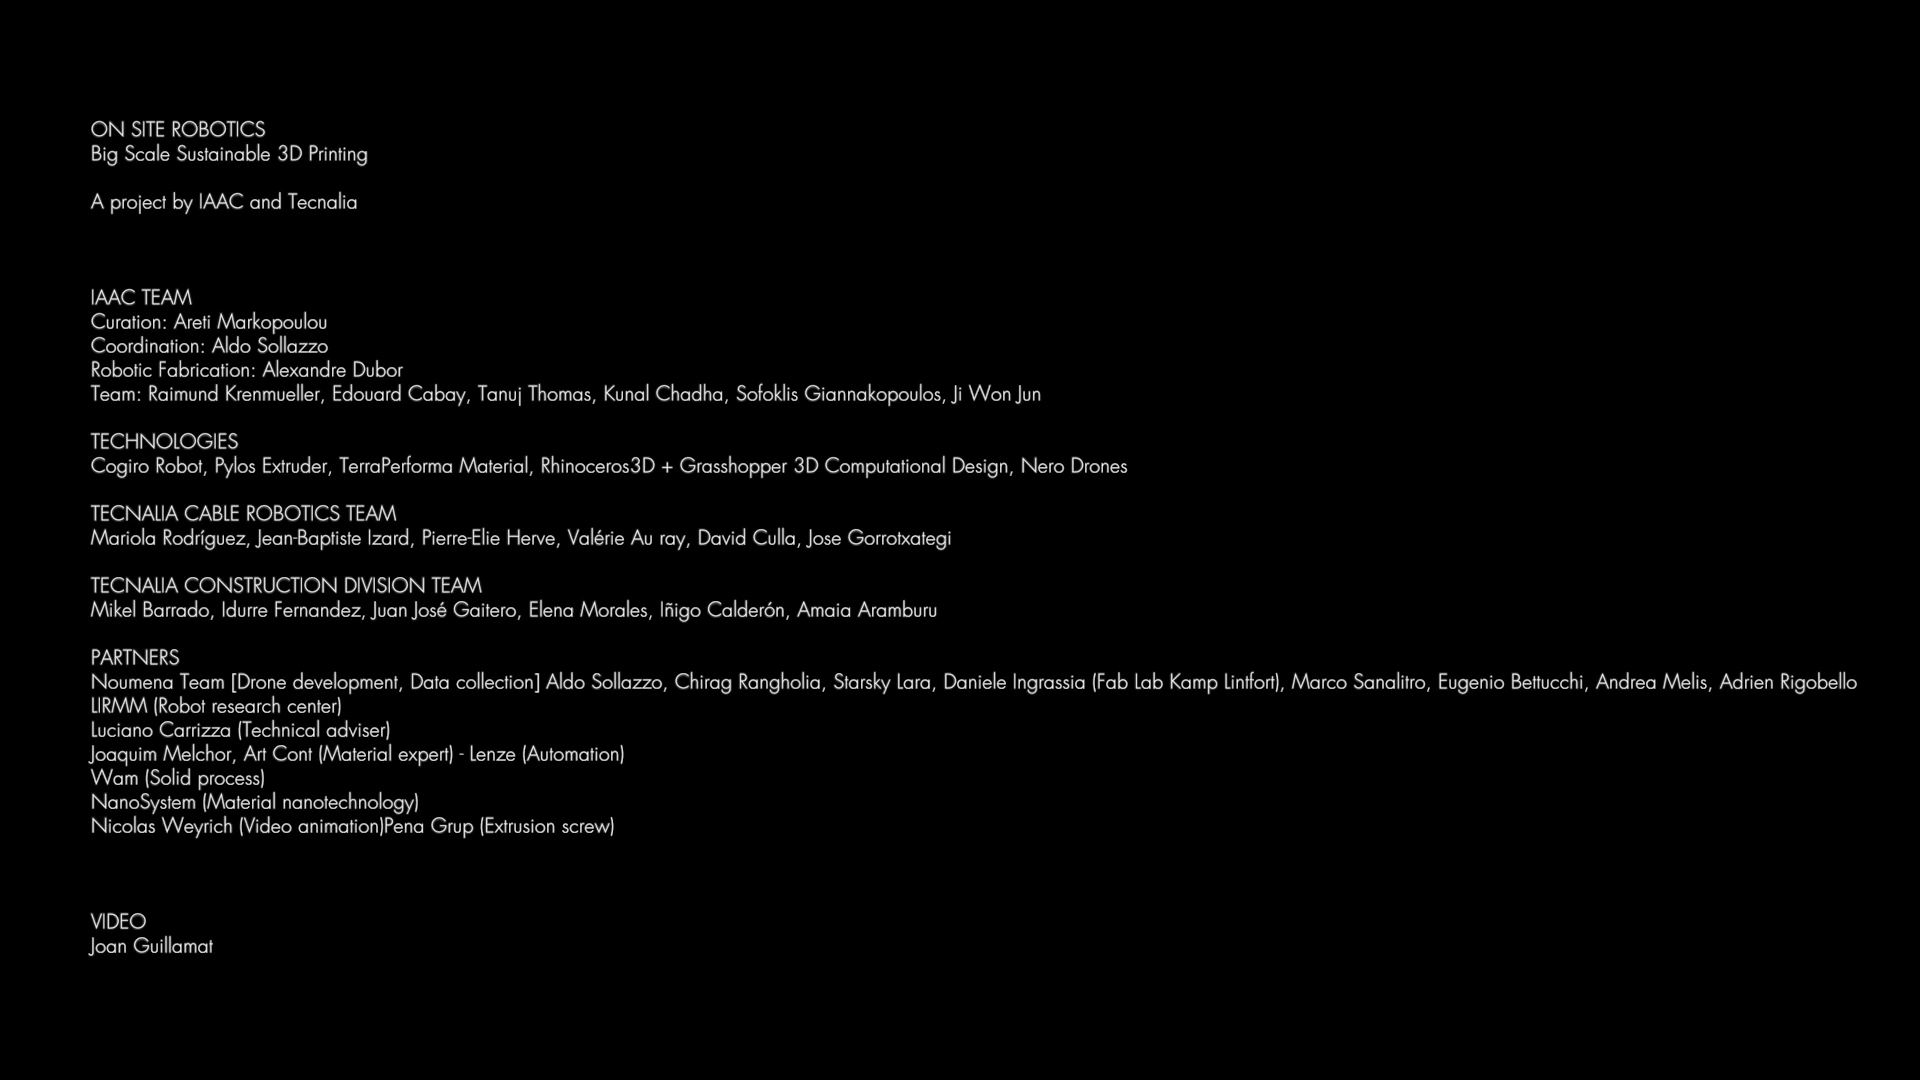 ON SITE ROBOTICS
Big Scale Sustainable 3D Printing
A project by IAAC and Tecnalia
IAAC TEAM
Curation: Areti Markopoulou
Coordination: Aldo Sollazzo
Robotic Fabrication: Alexandre Dubor
Team: Raimund Krenmueller, Edouard Cabay, Tanuj Thomas, Kunal Chadha, Sofoklis Giannakopoulos, Ji Won Jun
TECHNOLOGIES
Cogiro Robot, Pylos Extruder, TerraPerforma Material, Rhinoceros3D + Grasshopper 3D Computational Design, Nero Drones
TECNALIA CABLE ROBOTICS TEAM
Mariola Rodríguez, Jean-Baptiste Izard, Pierre-Elie Herve, Valérie Au ray, David Culla, Jose Gorrotxategi
TECNALIA CONSTRUCTION DIVISION TEAM
Mikel Barrado, Idurre Fernandez, Juan José Gaitero, Elena Morales, Iñigo Calderón, Amaia Aramburu
PARTNERS
Noumena Team [Drone development, Data collection] Aldo Sollazzo, Chirag Rangholia, Starsky Lara, Daniele Ingrassia (Fab Lab Kamp Lintfort), Marco Sanalitro, Eugenio Bettucchi, Andrea Melis, Adrien Rigobello
LIRMM (Robot research center)
Luciano Carrizza (Technical adviser)
Joaquim Melchor, Art Cont (Material expert) - Lenze (Automation)
Wam (Solid process)
NanoSystem (Material nanotechnology)
Nicolas Weyrich (Video animation)Pena Grup (Extrusion screw)
VIDEO
Joan Guillamat